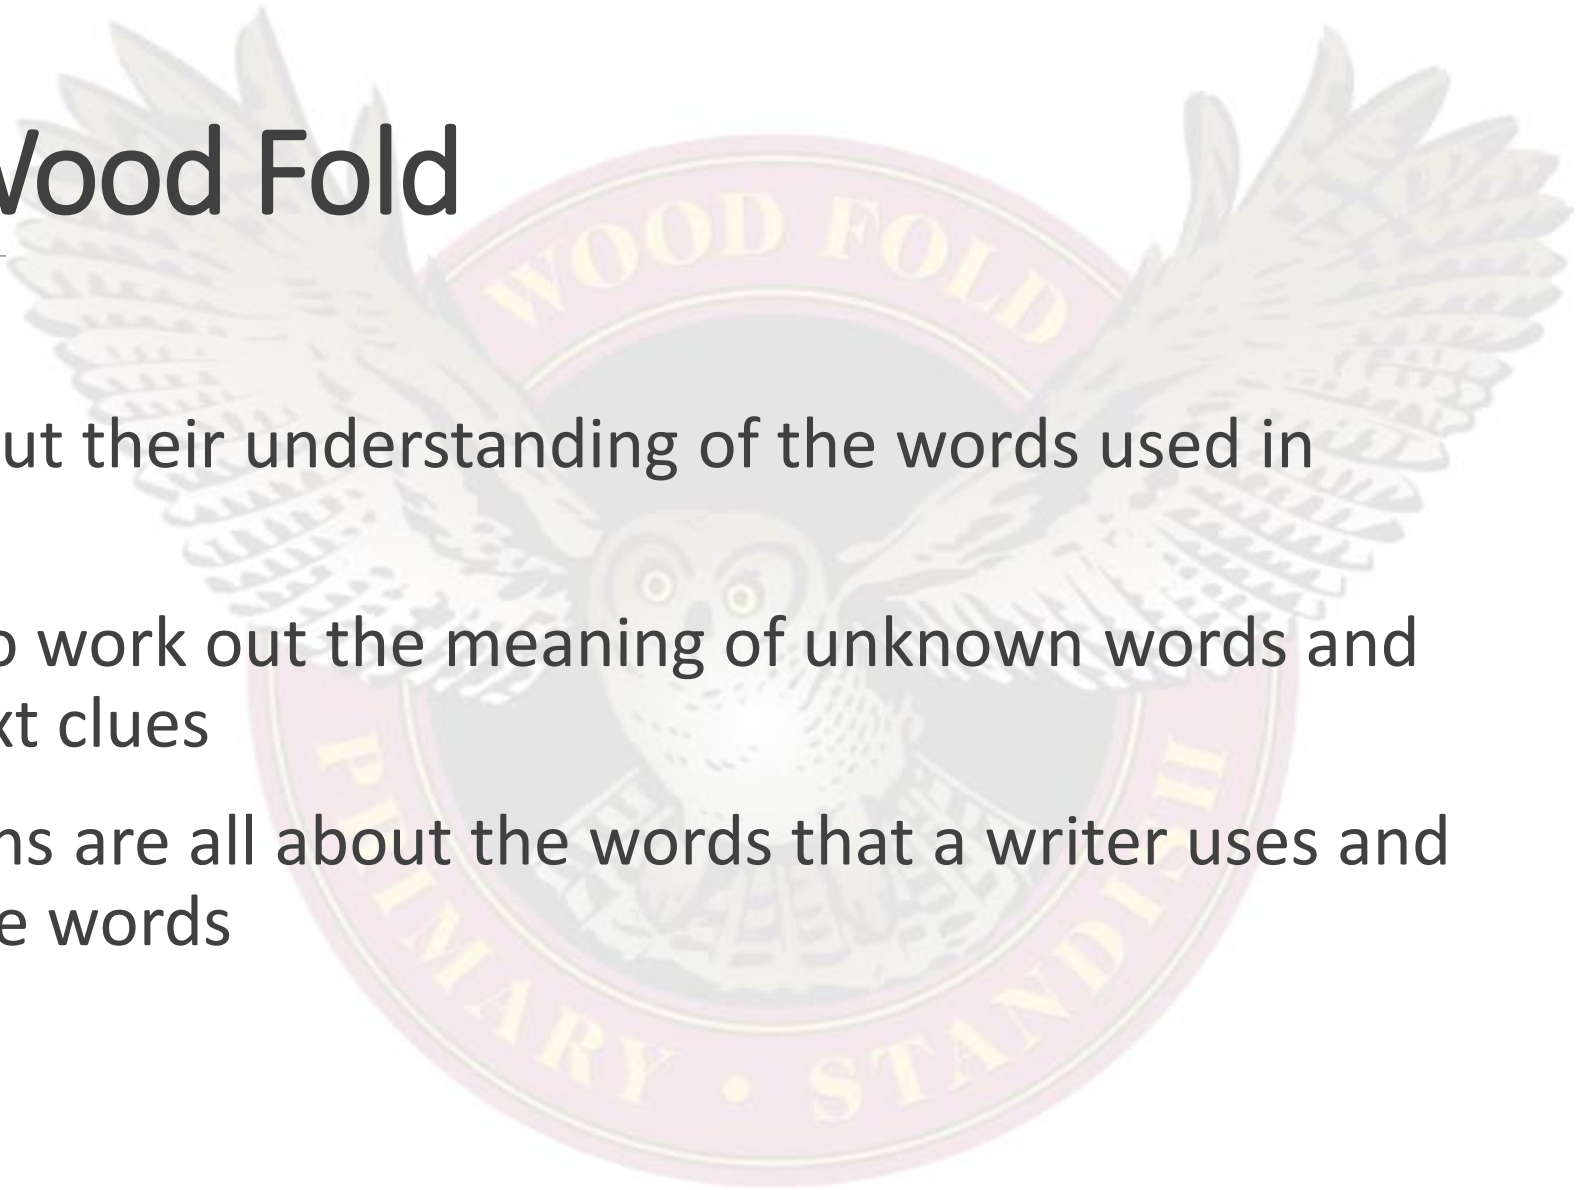 Wood Fold
WOOD FOLD
ut their understanding of the words used in
o work out the meaning of unknown words and
xt clues
ns are all about the words that a writer uses and
e words
PRIMARY • STANDISH